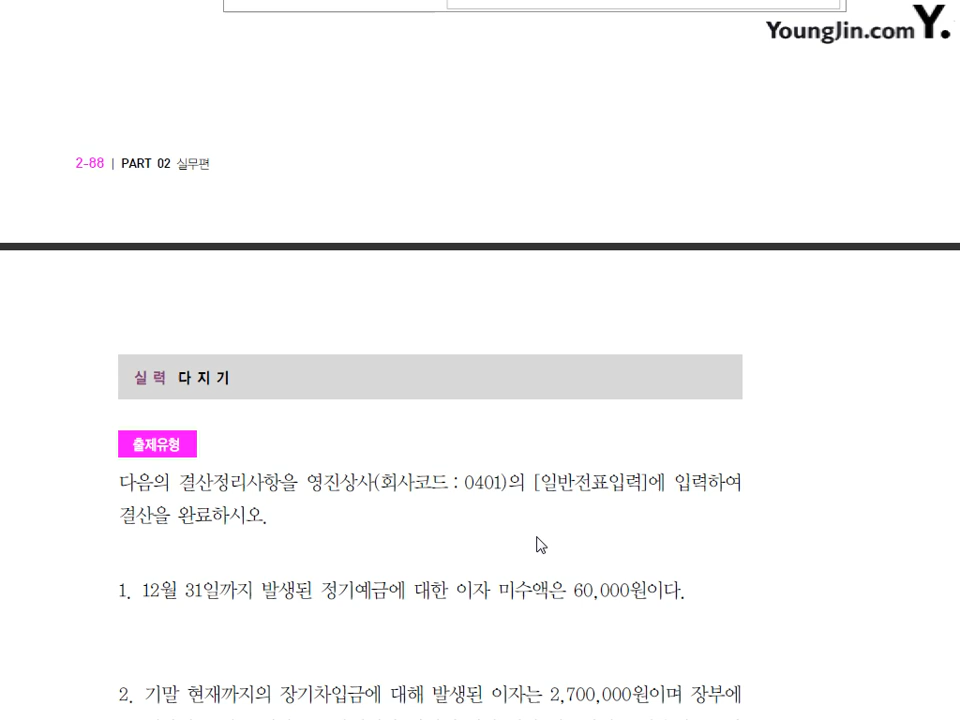 YoungJin.com Y.
2-88 | PART 02 실무편
실력 다지기
출제유형
다음의 결산정리사항을 영진상사(회사코드 : 0401)의 [일반전표입력]에 입력하여
결산을 완료하시오.
1. 12월 31일까지 발생된 정기예금에 대한 이자 미수액은 60,000원이다.
2. 기말 현재까지의 장기차입금에 대해 발생된 이자는 2,700,000원이며 장부에